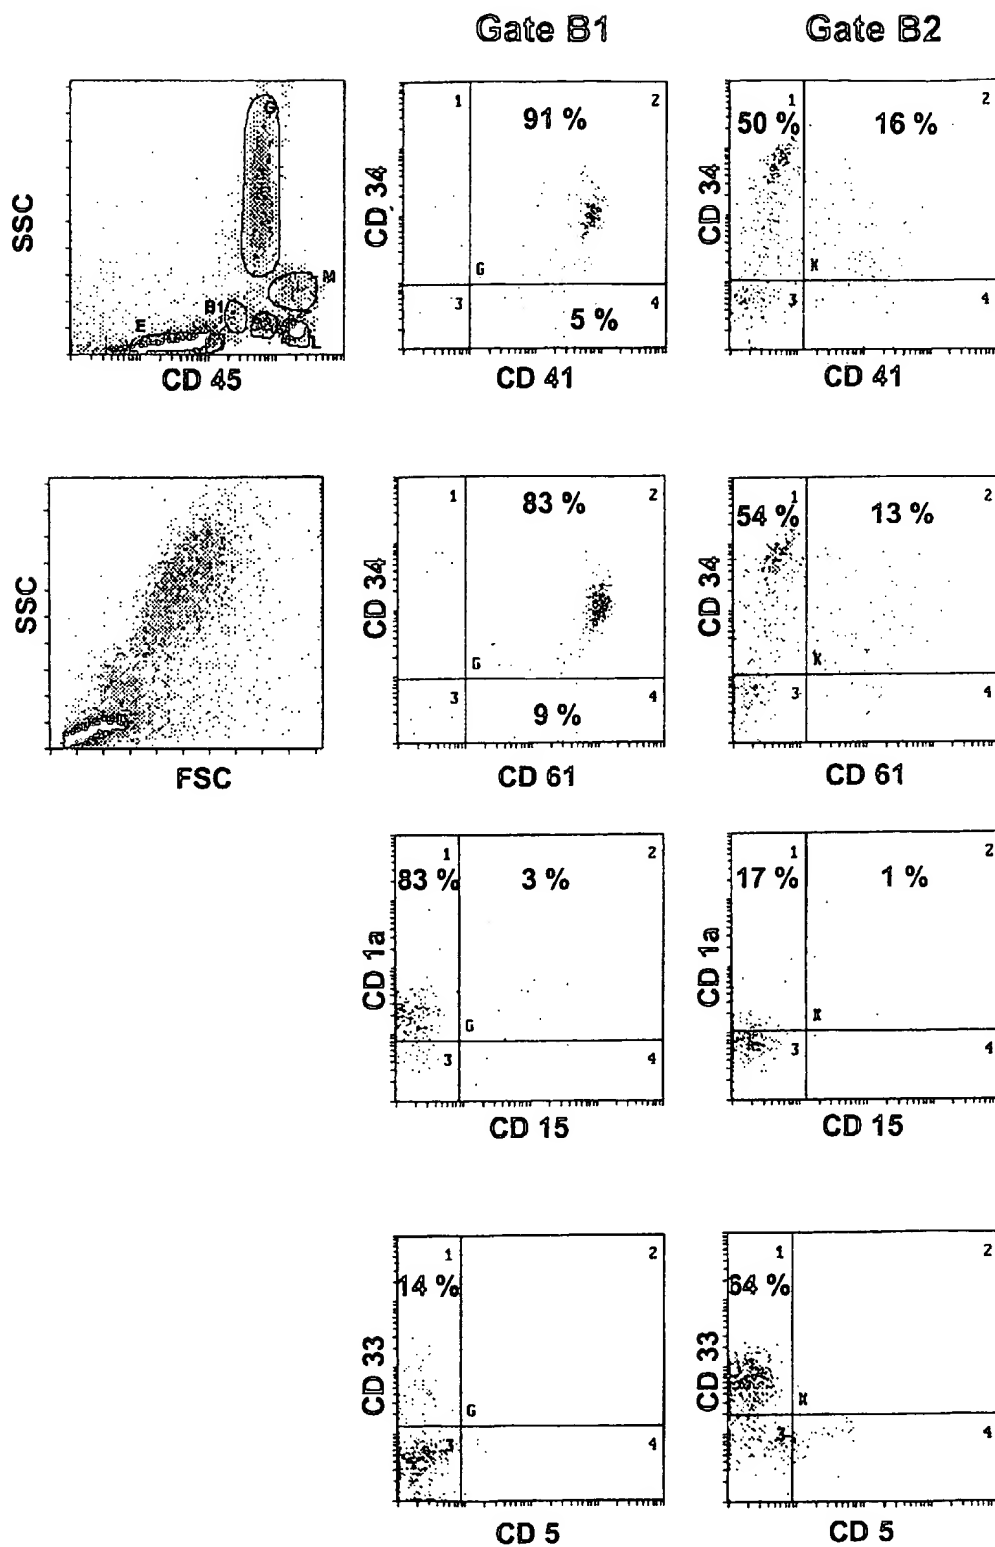 Gate B1
Gate B2
SSC
G
M
B1
E
L
CD 45
CD 34
1
2
91 %
G
3
4
5 %
CD 41
CD 34
1
2
50 %
16 %
X
3
4
CD 41
SSC
FSC
CD 34
1
2
83 %
G
3
4
9 %
CD 61
CD 34
1
2
54 %
13 %
X
3
4
CD 61
CD 1a
1
2
83 %
3 %
G
3
4
CD 15
CD 1a
1
2
17 %
1 %
X
3
4
CD 15
CD 33
1
2
14 %
G
3
4
CD 5
CD 33
1
2
64 %
X
3
4
CD 5